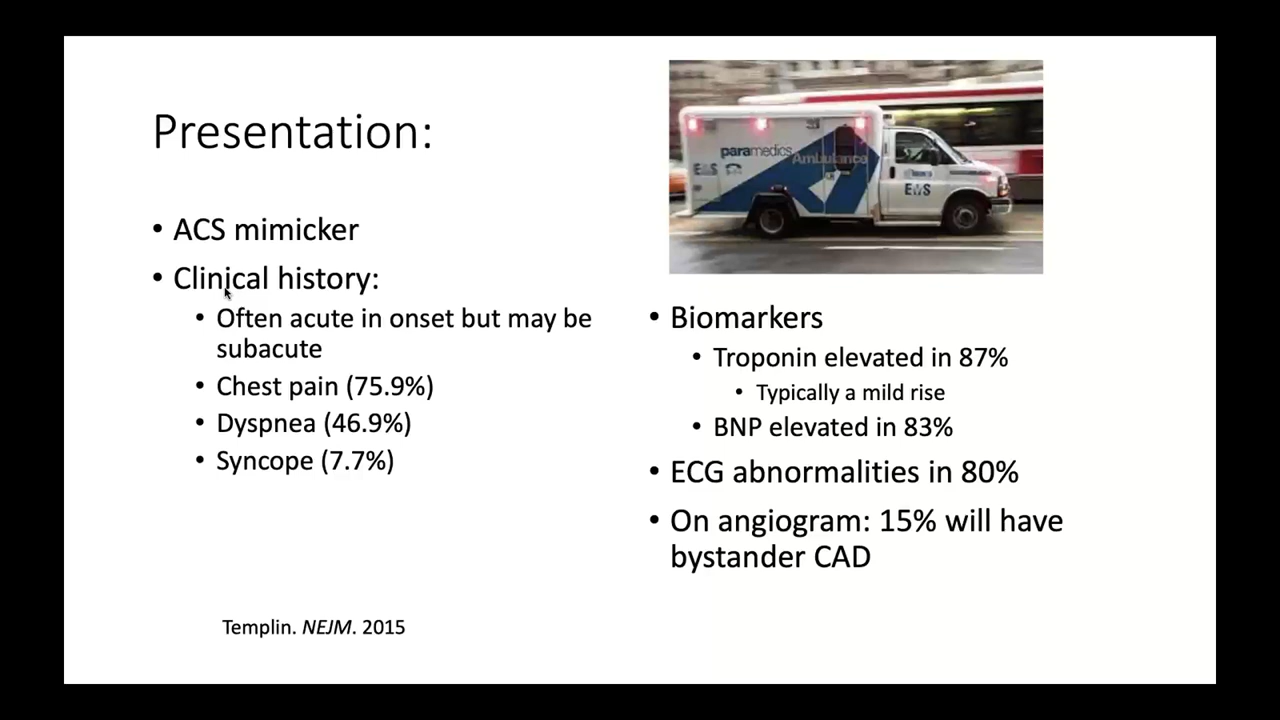 Presentation:
• ACS mimicker
• Clinical history:
• Often acute in onset but may be
subacute
• Chest pain (75.9%)
• Dyspnea (46.9%)
• Syncope (7.7%)
Templin. NEJM. 2015
paramedics
Ambulance
EMS
EMS
• Biomarkers
• Troponin elevated in 87%
• Typically a mild rise
• BNP elevated in 83%
• ECG abnormalities in 80%
• On angiogram: 15% will have
bystander CAD